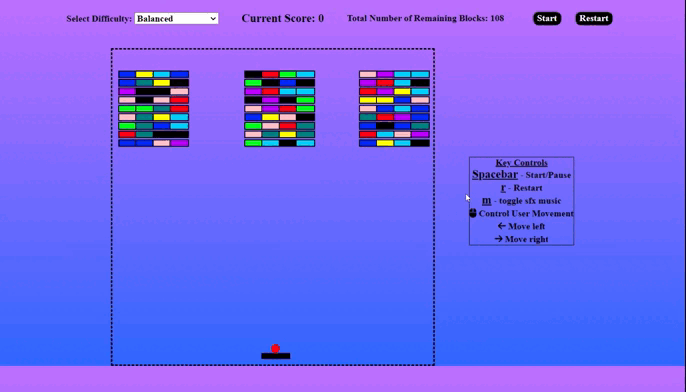 Select Difficulty: Balanced
Current Score: 0
Total Number of Remaining Blocks: 108
Start
Restart
Key Controls
Spacebar - Start/Pause
r - Restart
m - toggle sfx music
Control User Movement
← Move left
→ Move right